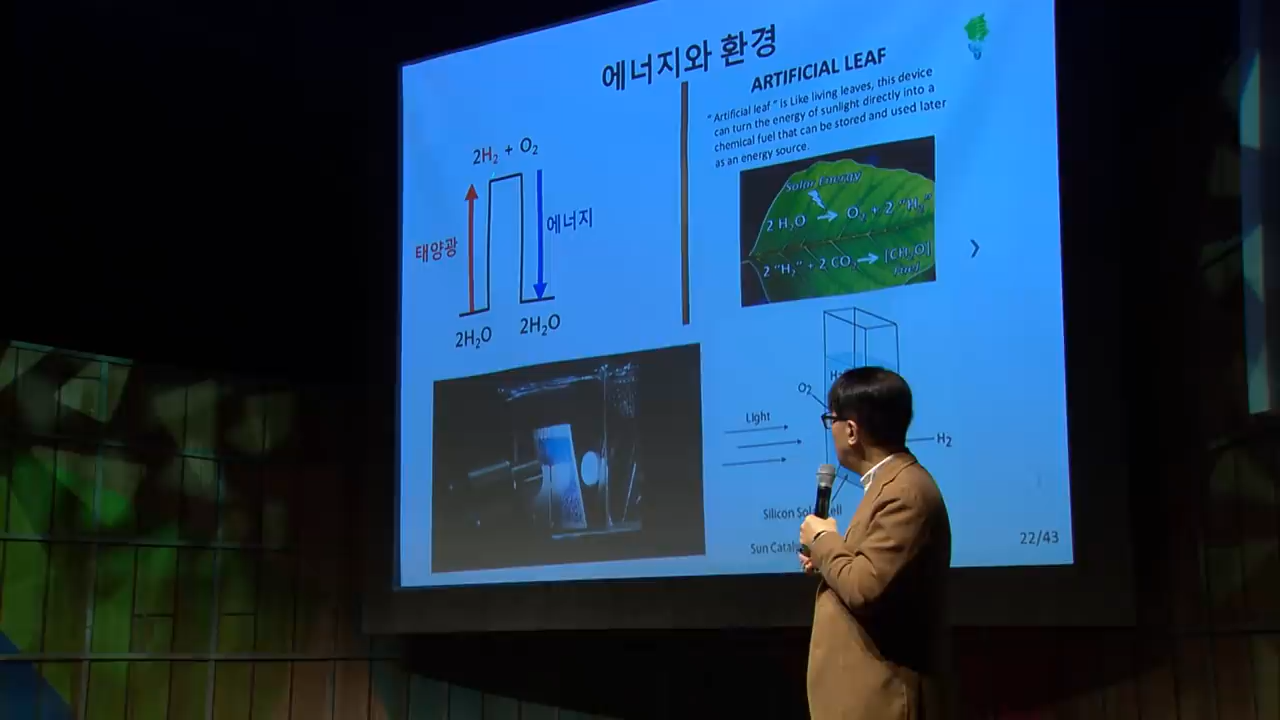 에너지와 환경
2H₂ + O₂
태양광
에너지
2H₂O
2H₂O
ARTIFICIAL LEAF
" Artificial leaf " is Like living leaves, this device
can turn the energy of sunlight directly into a
chemical fuel that can be stored and used later
as an energy source.
Solar Energy
2 H₂O → O₂ + 2 "H₂"
2 "H₂" + 2 CO₂ → [CH₂O]
fuel
O₂
Light
H₂
Silicon
Sun
22/43